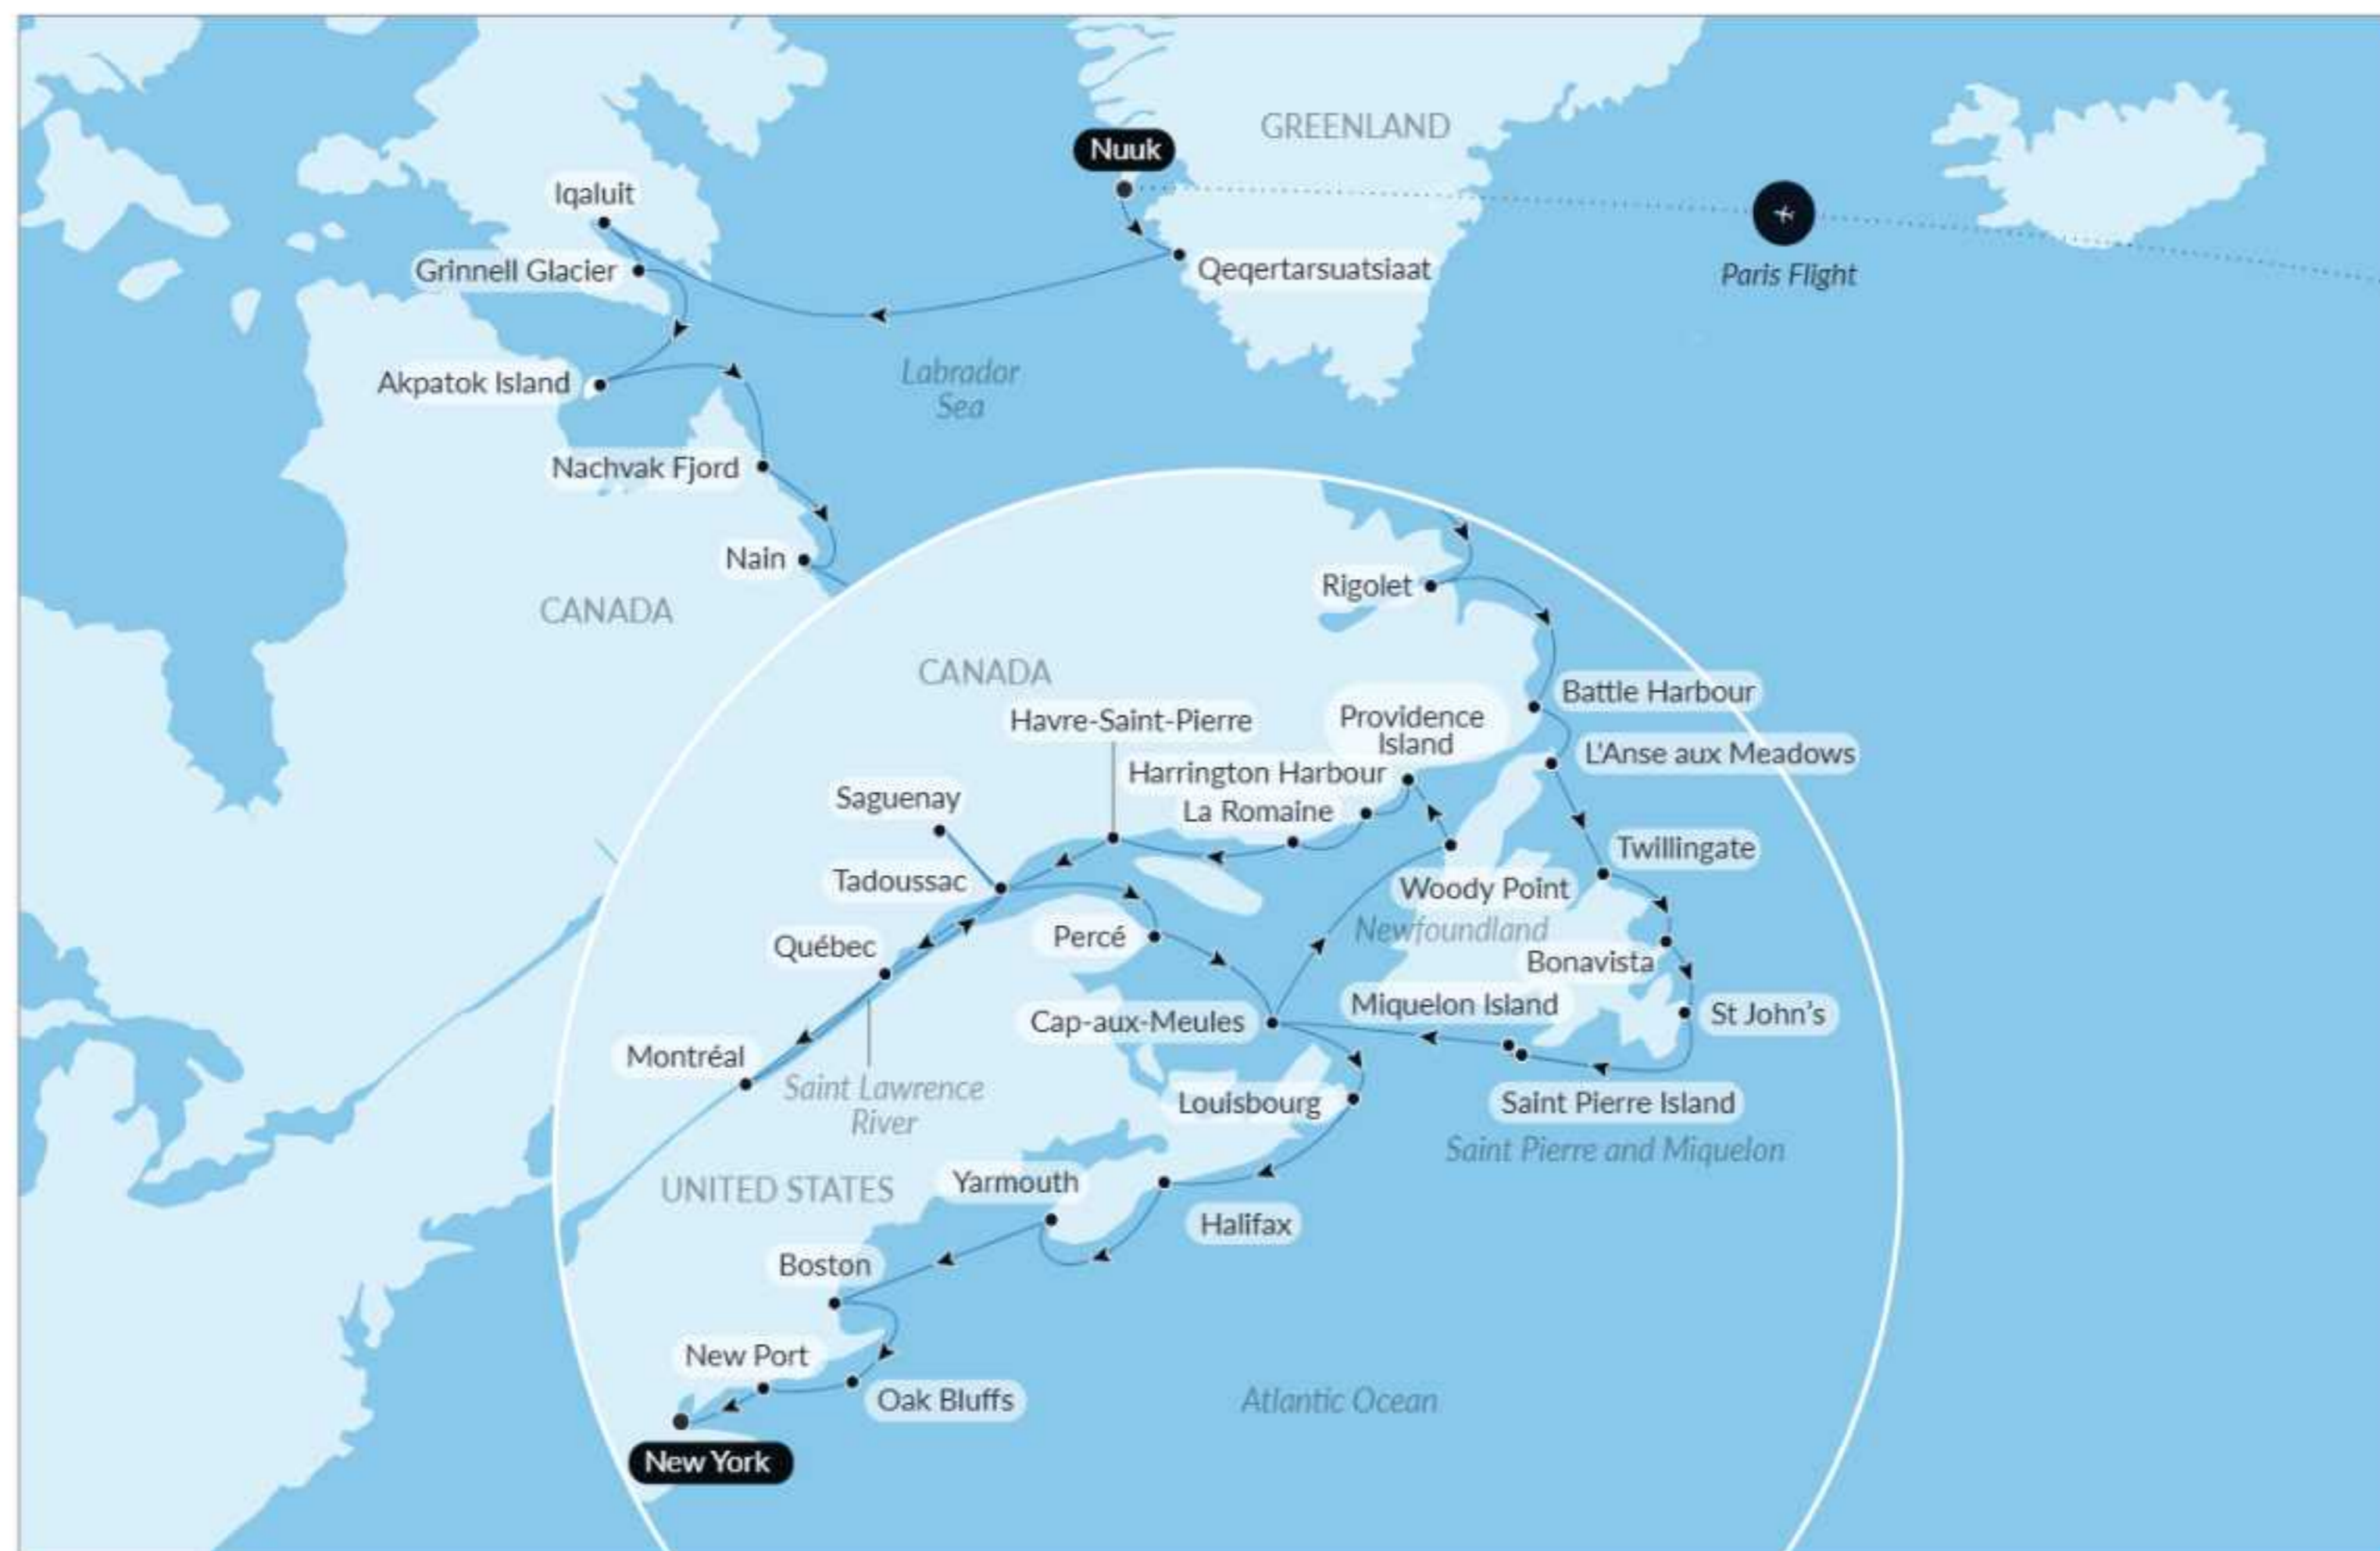 GREENLAND
Nuuk
Iqaluit
Grinnell Glacier
Qeqertarsuatsiaat
Paris Flight
Akpatok Island
Labrador
Sea
Nachvak Fjord
Nain
CANADA
Rigolet
CANADA
Battle Harbour
Havre-Saint-Pierre
Providence
Island
L'Anse aux Meadows
Harrington Harbour
Saguenay
La Romaine
Twillingate
Tadoussac
Woody Point
Newfoundland
Québec
Percé
Bonavista
Miquelon Island
St John's
Cap-aux-Meules
Montréal
Saint Lawrence
River
Louisbourg
Saint Pierre Island
Saint Pierre and Miquelon
UNITED STATES
Yarmouth
Halifax
Boston
New Port
Oak Bluffs
Atlantic Ocean
New York